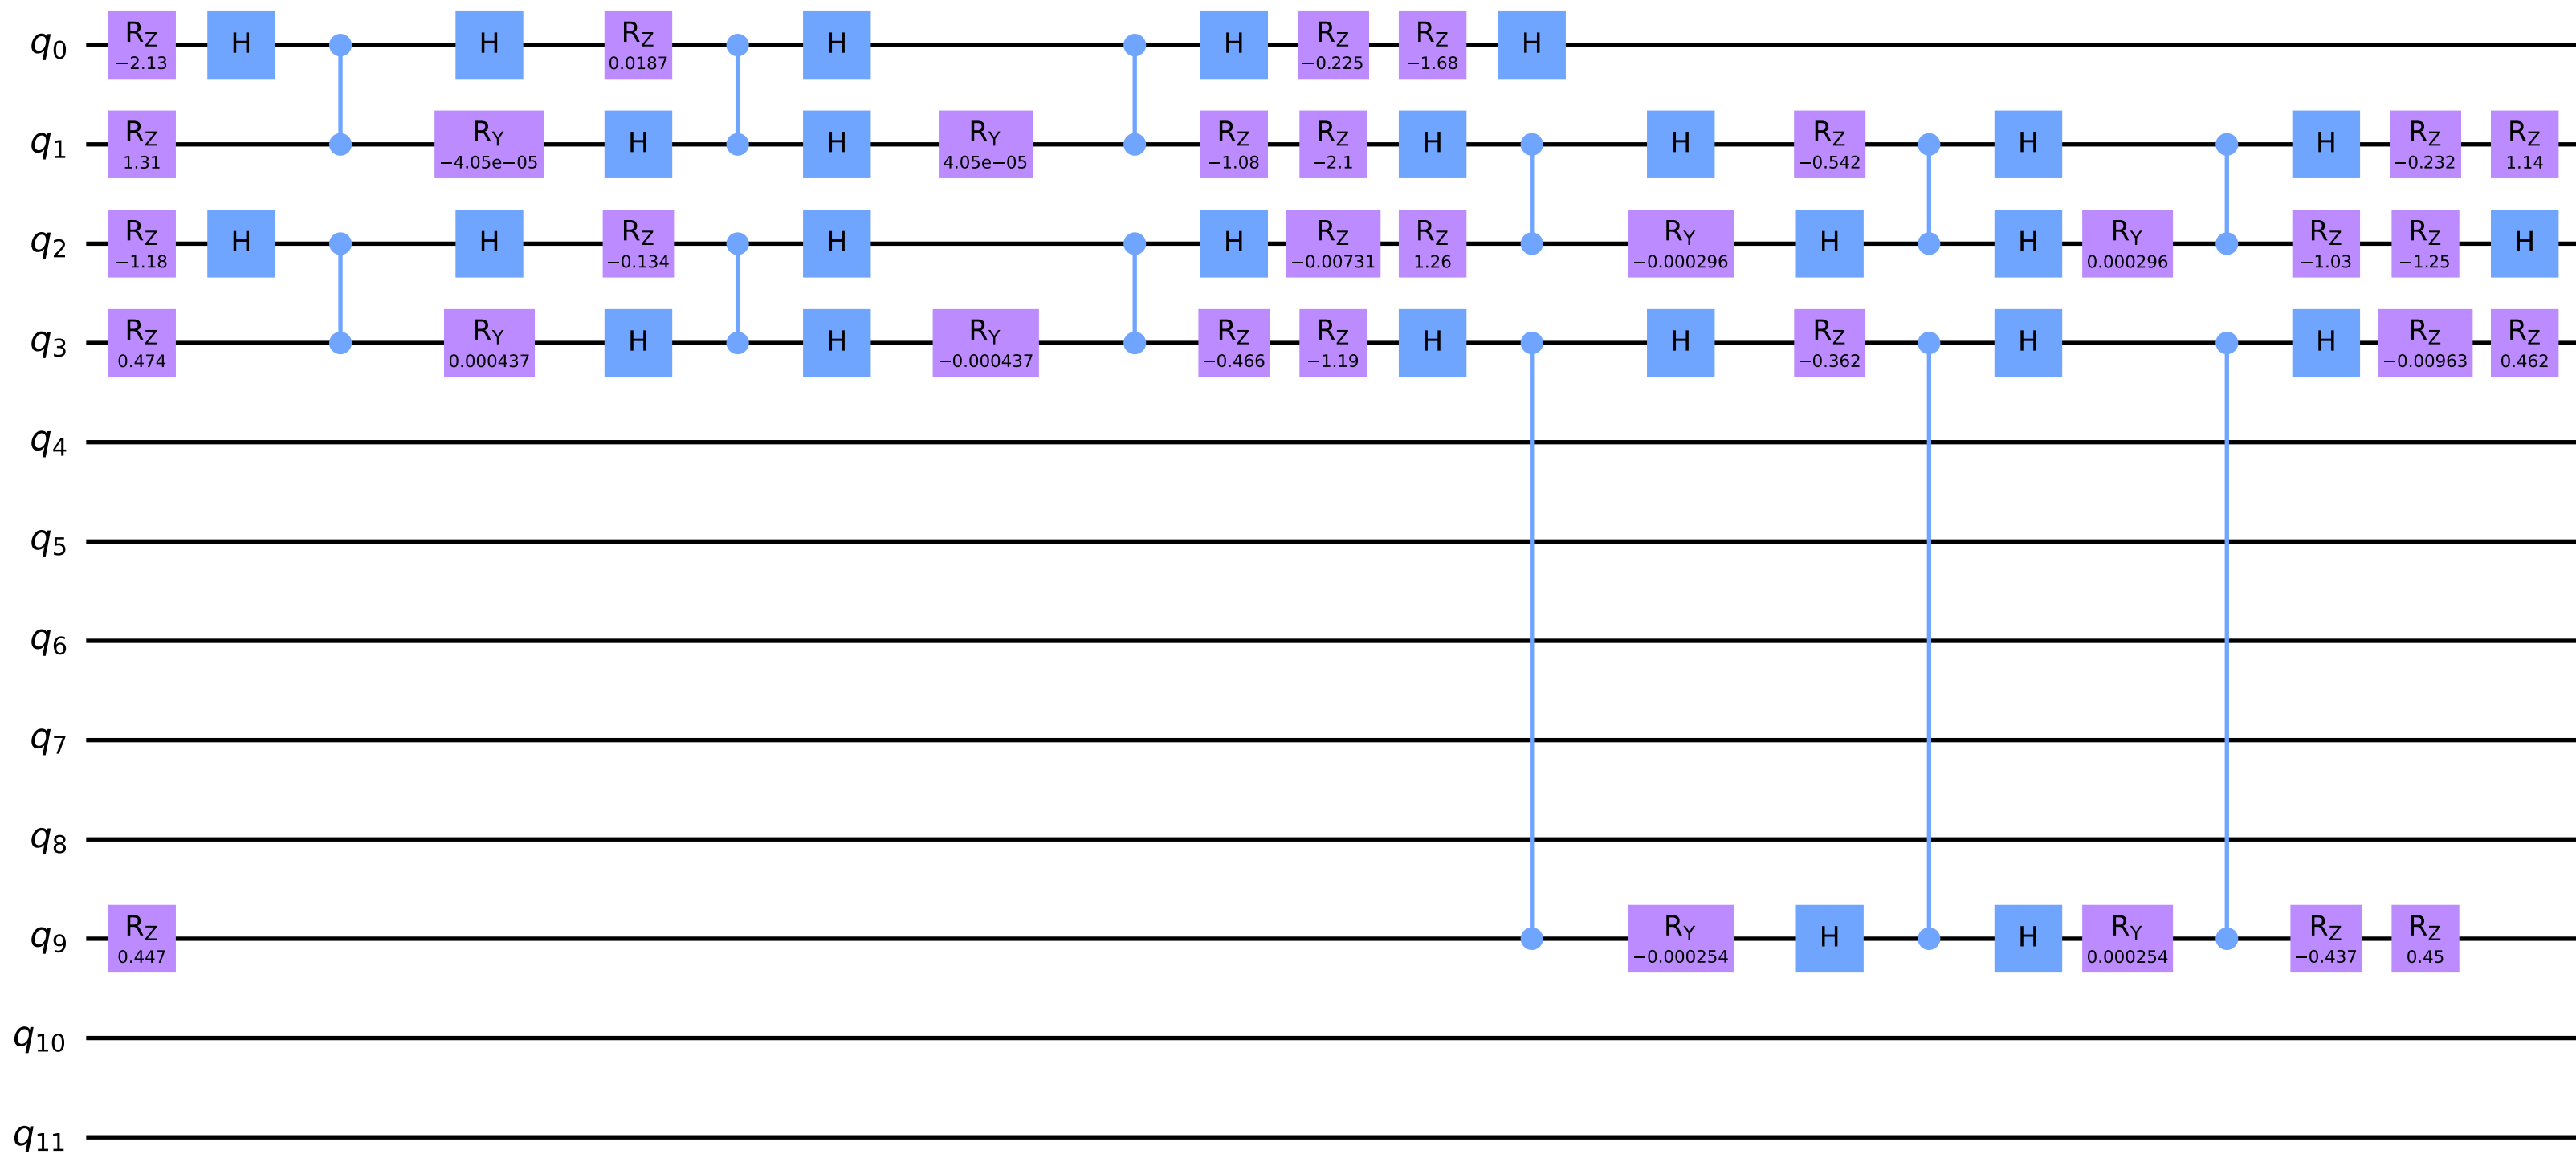 q0 RZ −2.13 H H RZ 0.0187 H H RZ −0.225 RZ −1.68 H
q1 RZ 1.31 RY −4.05e−05 H H RY 4.05e−05 RZ −1.08 RZ −2.1 H H RZ −0.542 H H RZ −0.232 RZ 1.14
q2 RZ −1.18 H H RZ −0.134 H H RZ −0.00731 RZ 1.26 RY −0.000296 H H RY 0.000296 RZ −1.03 RZ −1.25 H
q3 RZ 0.474 RY 0.000437 H H RY −0.000437 RZ −0.466 RZ −1.19 H H RZ −0.362 H H RZ −0.00963 RZ 0.462
q4
q5
q6
q7
q8
q9 RZ 0.447 RY −0.000254 H H RY 0.000254 RZ −0.437 RZ 0.45
q10
q11